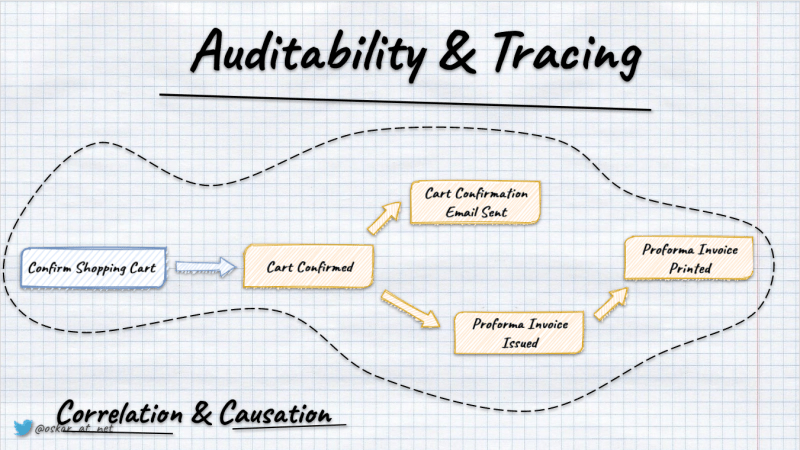 Auditability & Tracing
Cart Confirmation
Email Sent
Confirm Shopping Cart
Cart Confirmed
Proforma Invoice
Printed
Proforma Invoice
Issued
Correlation & Causation
@oskar_at_net